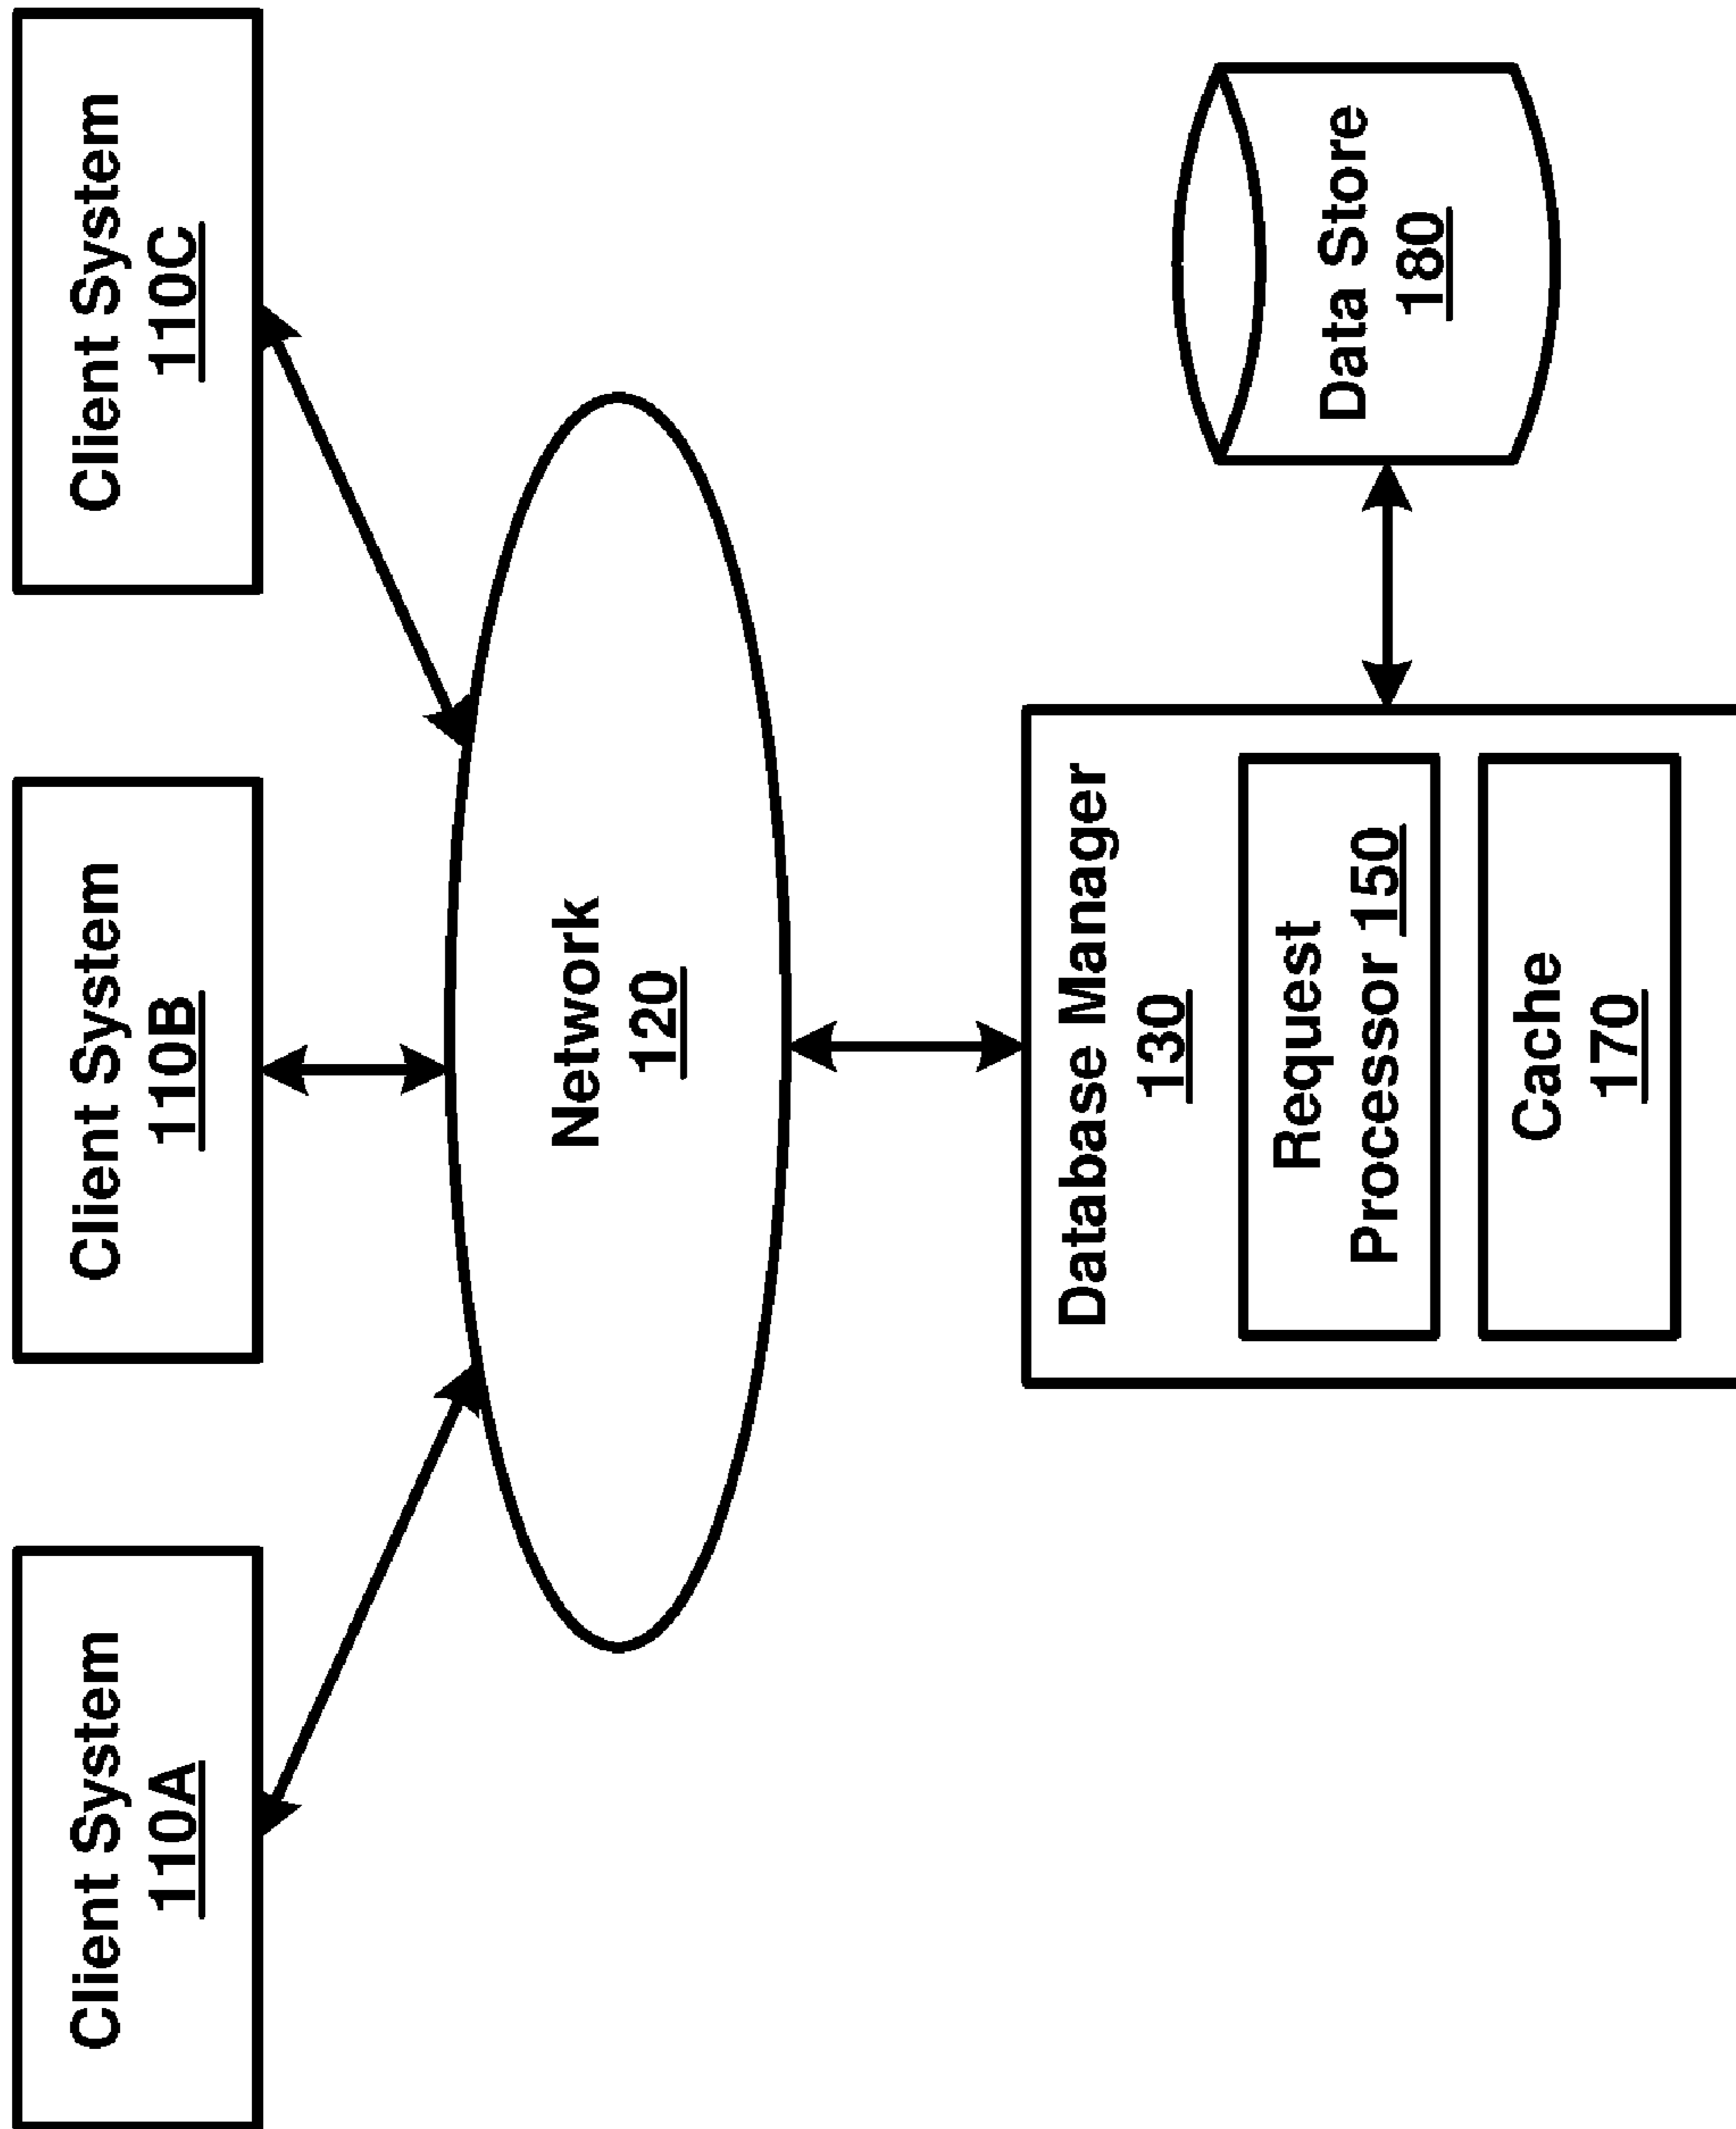 Client System
110A
Client System
110B
Client System
110C
Network
120
Database Manager
130
Request
Processor 150
Cache
170
Data Store
180